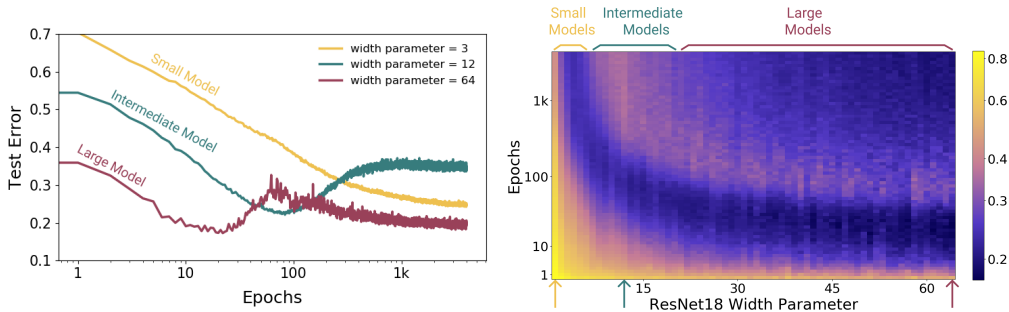 0.7
0.6
0.5
0.4
0.3
0.2
0.1
Test Error
1
10
100
1k
Epochs
Small Model
Intermediate Model
Large Model
width parameter = 3
width parameter = 12
width parameter = 64
Small
Models
Intermediate
Models
Large
Models
1k
100
10
1
Epochs
15
30
45
60
ResNet18 Width Parameter
0.8
0.6
0.4
0.3
0.2